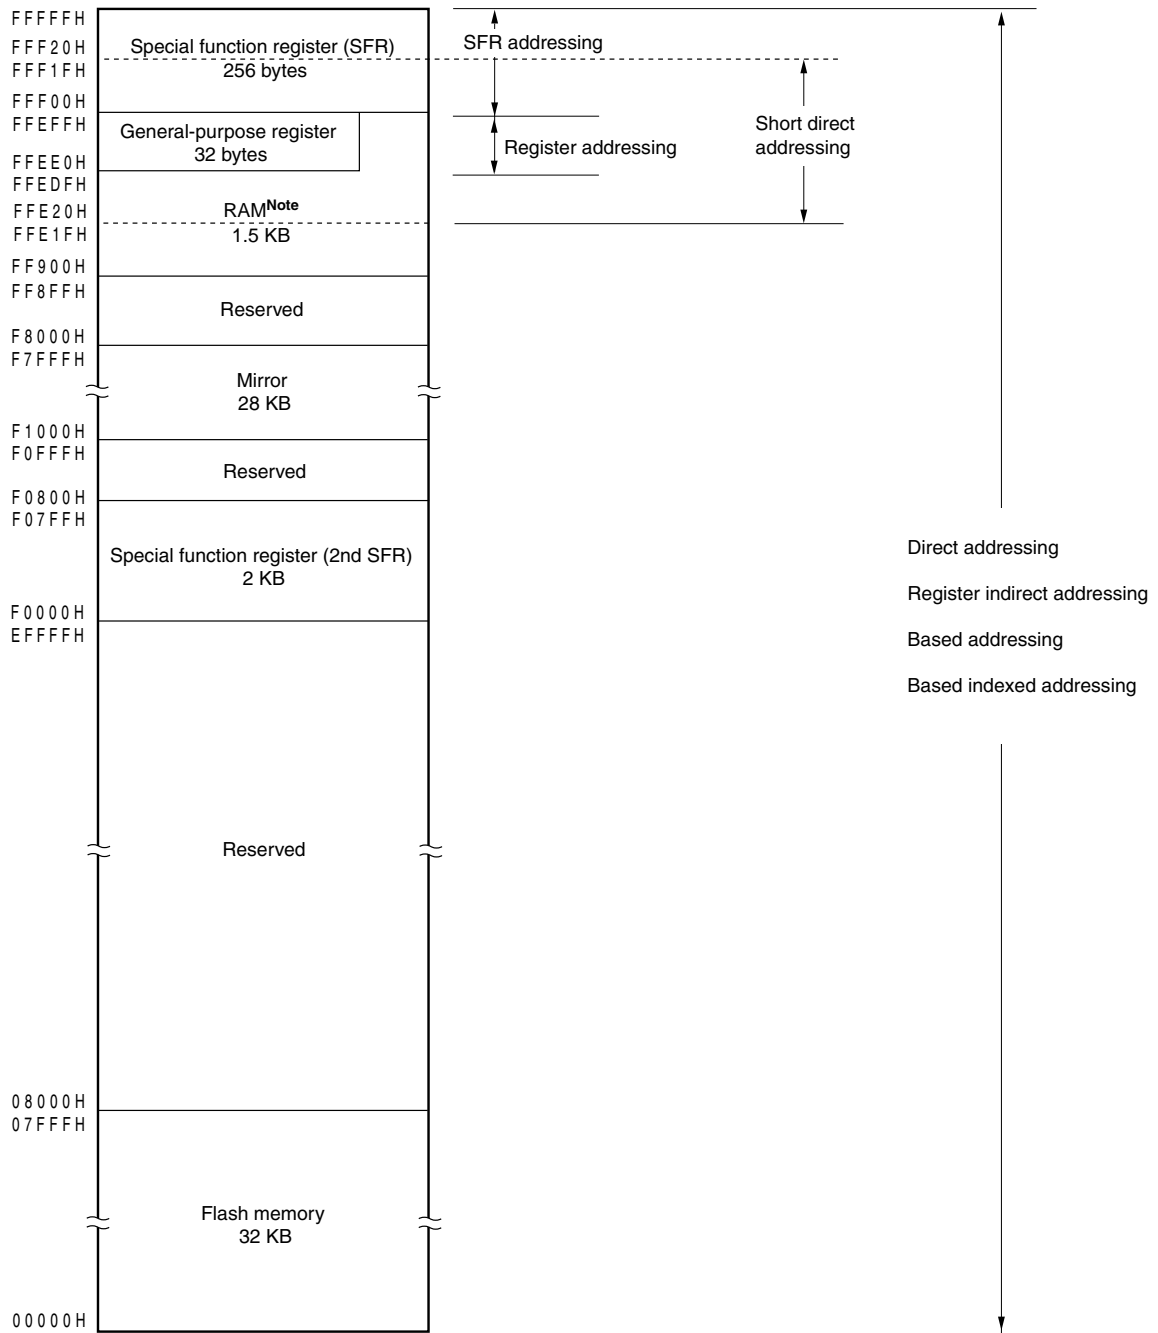 FFFFFH
FFF20H
FFF1FH
FFF00H
FFEFFH
FFEE0H
FFEDFH
FFE20H
FFE1FH
FF900H
FF8FFH
F8000H
F7FFFH
F1000H
F0FFFH
F0800H
F07FFH
F0000H
EFFFFH
08000H
07FFFH
00000H
Special function register (SFR)
256 bytes
General-purpose register
32 bytes
RAMNote
1.5 KB
Reserved
Mirror
28 KB
Reserved
Special function register (2nd SFR)
2 KB
Reserved
Flash memory
32 KB
SFR addressing
Register addressing
Short direct
addressing
Direct addressing
Register indirect addressing
Based addressing
Based indexed addressing